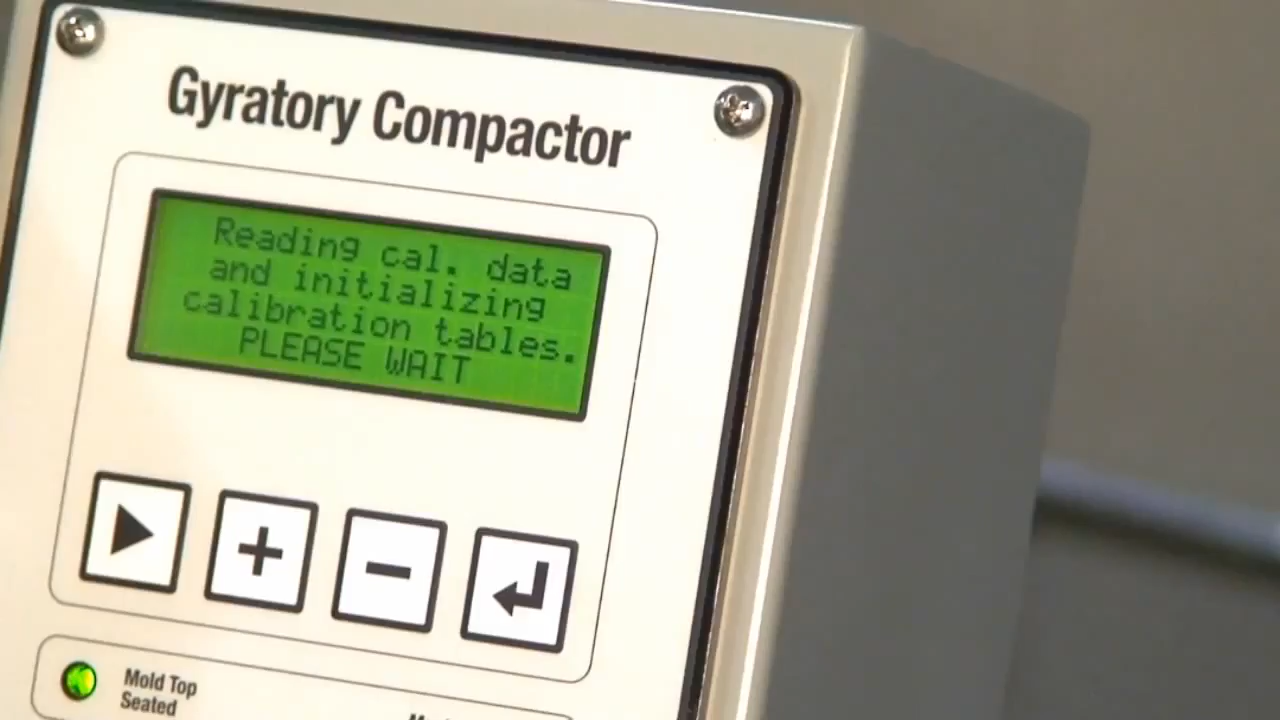 Gyratory Compactor
Reading cal. data
and initializing
calibration tables.
PLEASE WAIT
Mold Top
Seated